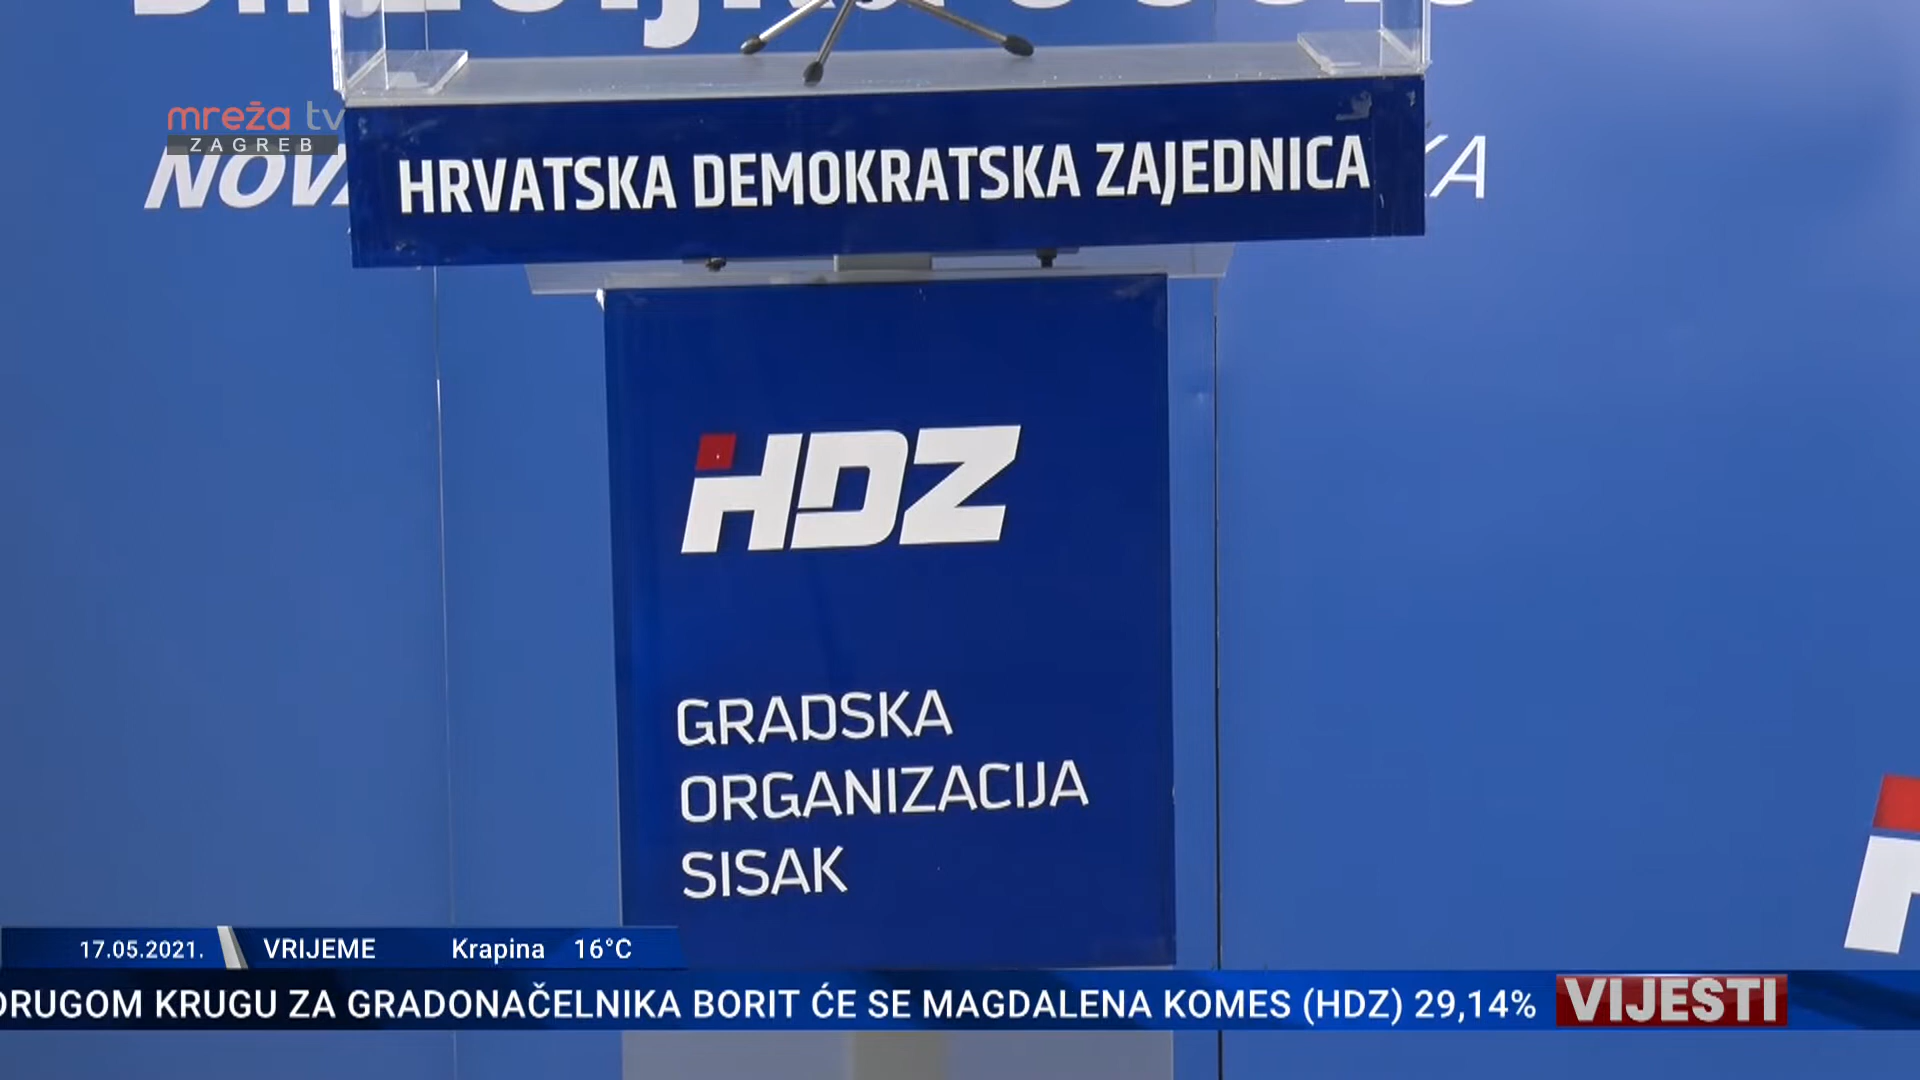 mreža tv
ZAGREB
HRVATSKA DEMOKRATSKA ZAJEDNICA
HDZ
GRADSKA
ORGANIZACIJA
SISAK
17.05.2021. VRIJEME Krapina 16°C
DRUGOM KRUGU ZA GRADONAČELNIKA BORIT ĆE SE MAGDALENA KOMES (HDZ) 29,14% VIJESTI